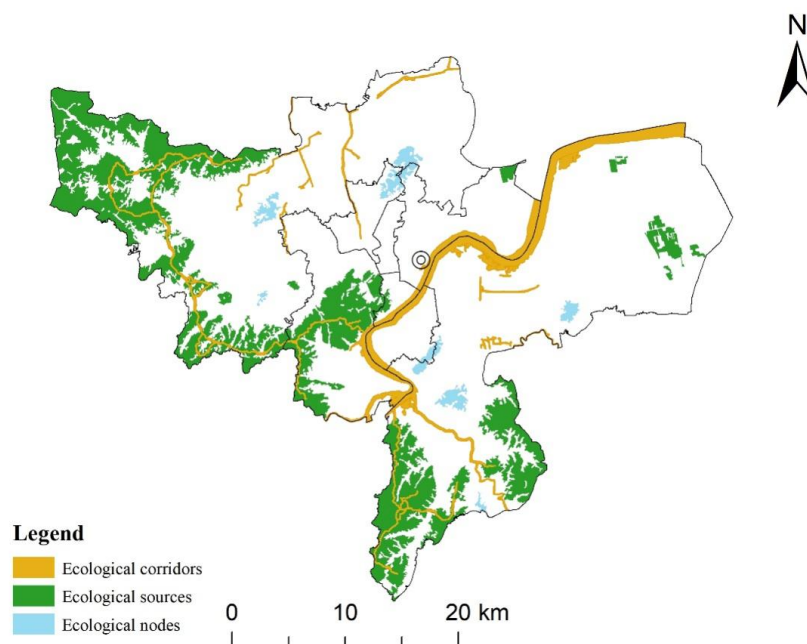 N
Legend
Ecological corridors
Ecological sources
Ecological nodes
0 10 20 km